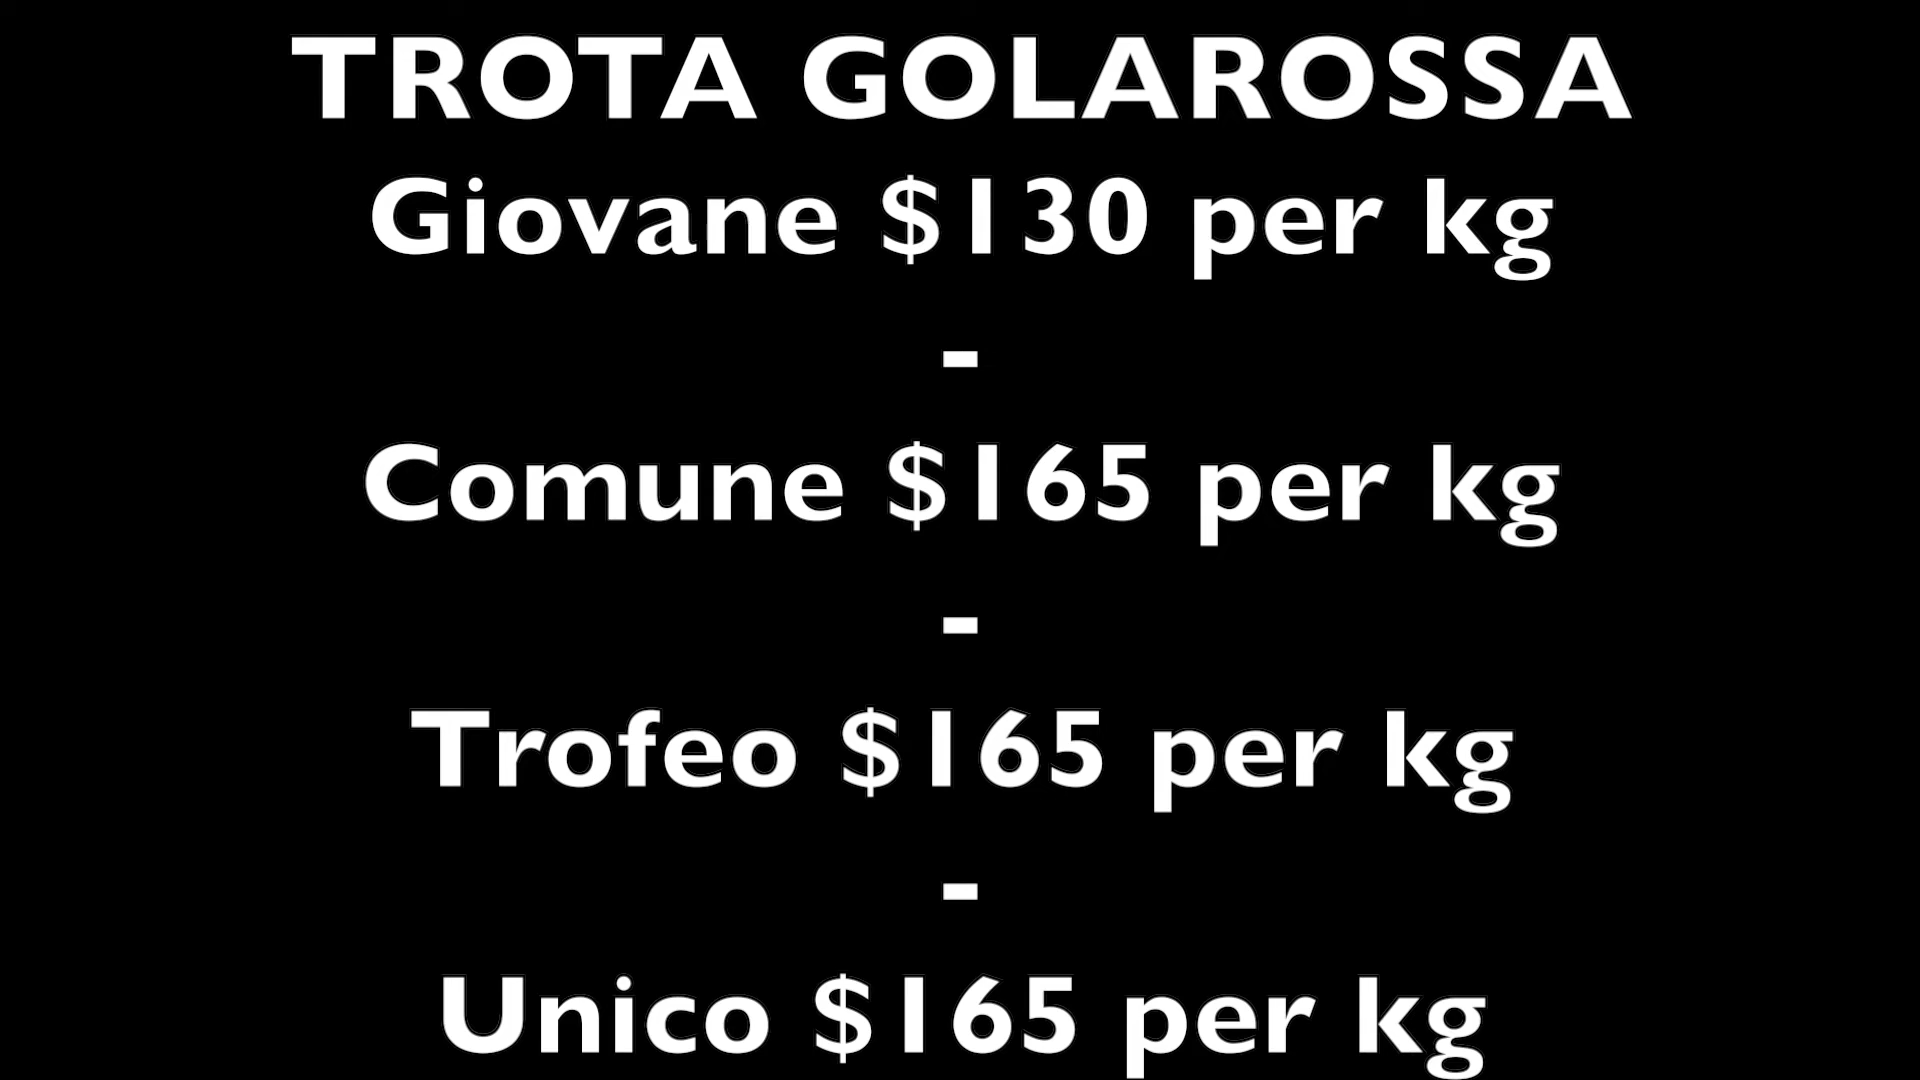 TROTA GOLAROSSA
Giovane $130 per kg
-
Comune $165 per kg
-
Trofeo $165 per kg
-
Unico $165 per kg